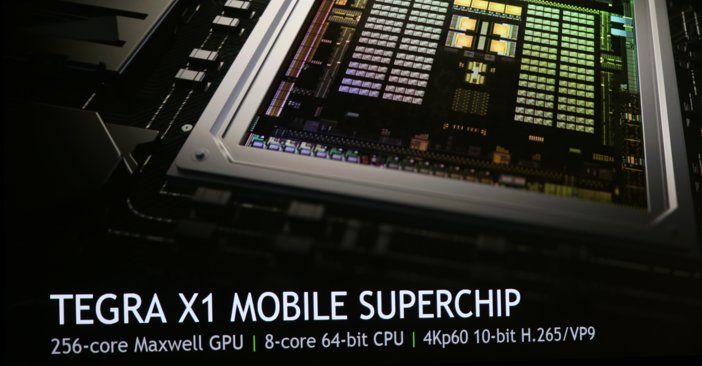 TEGRA X1 MOBILE SUPERCHIP
256-core Maxwell GPU | 8-core 64-bit CPU | 4Kp60 10-bit H.265/VP9